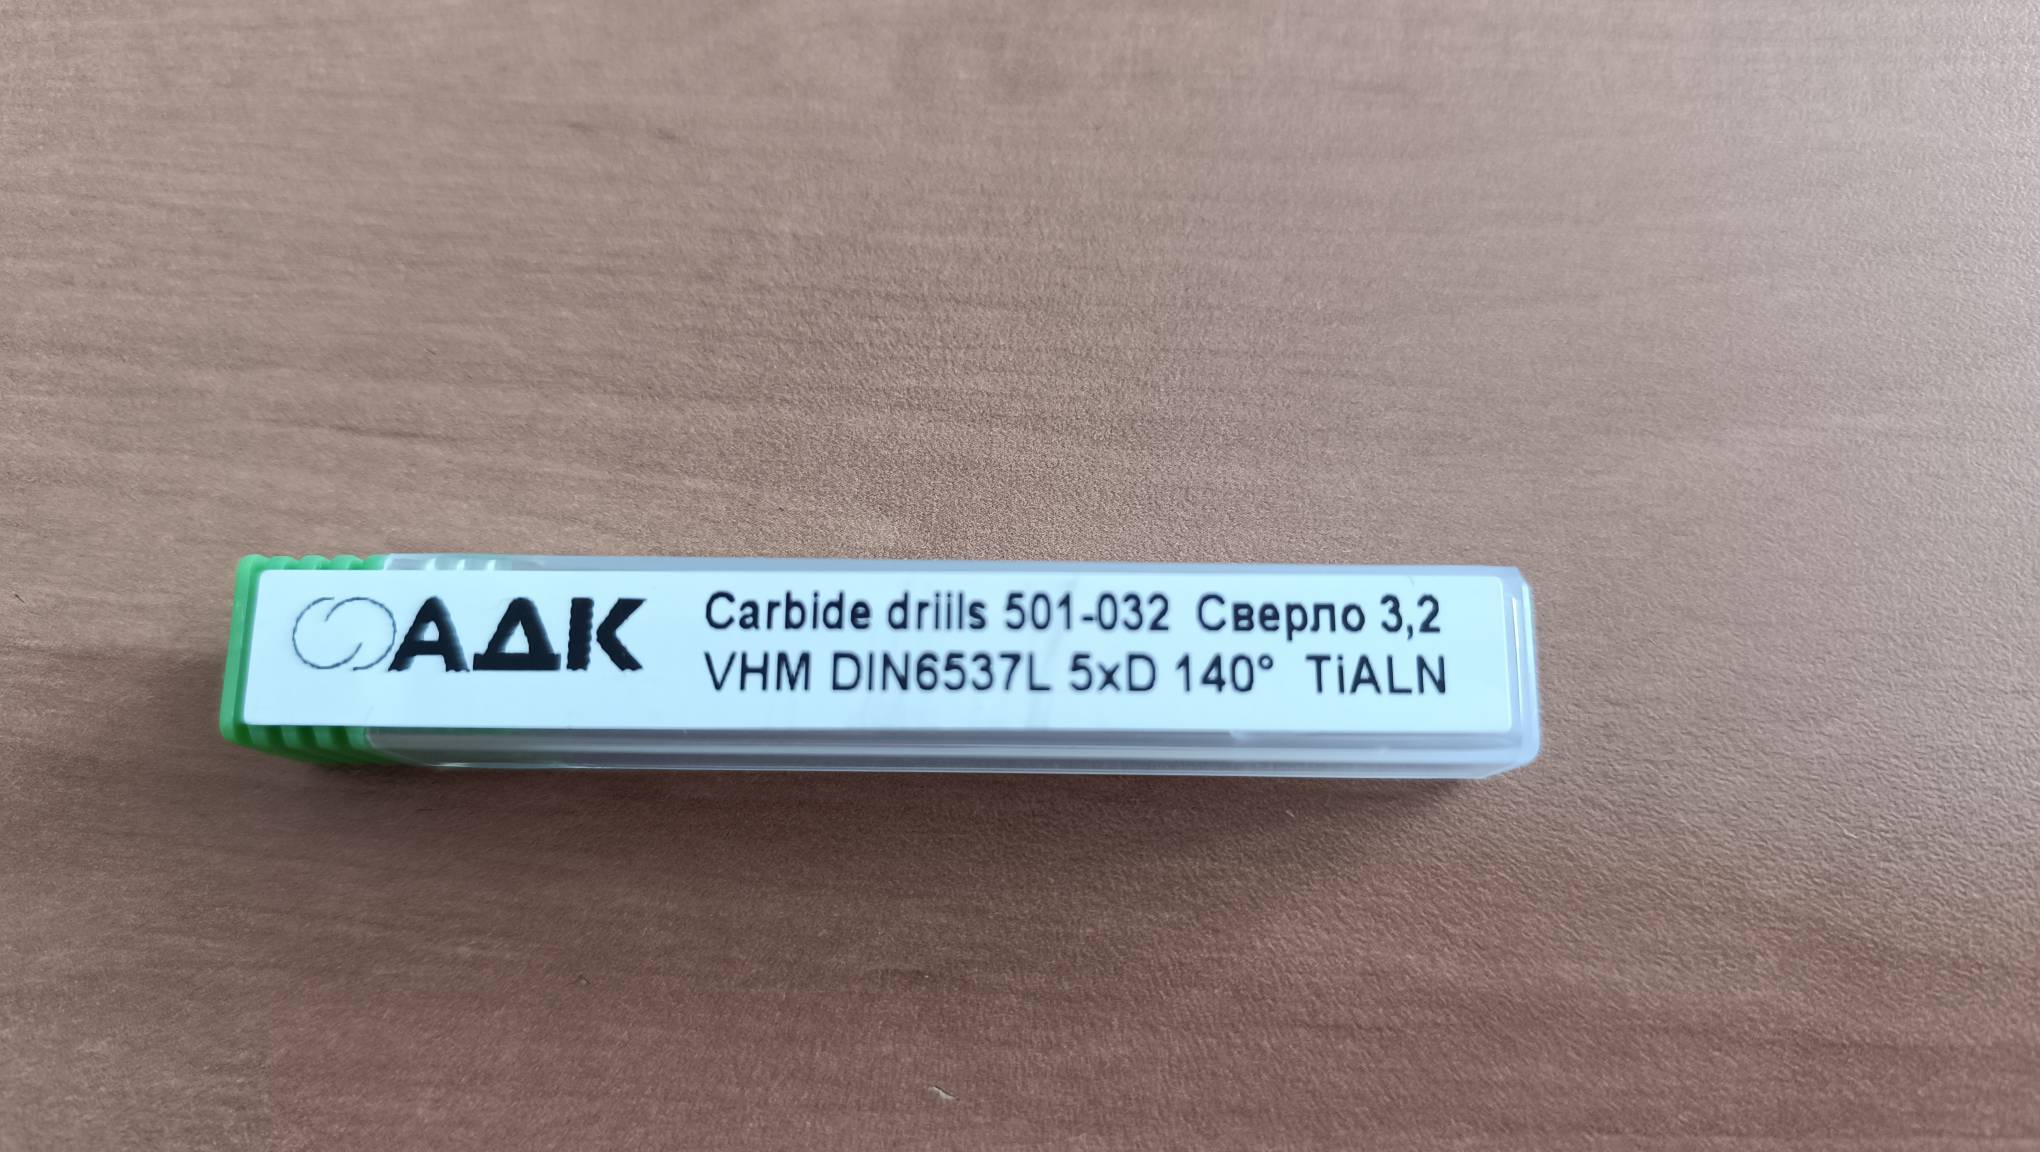 АДК
Carbide driils 501-032 Сверло 3,2
VHM DIN6537L 5xD 140° TiALN